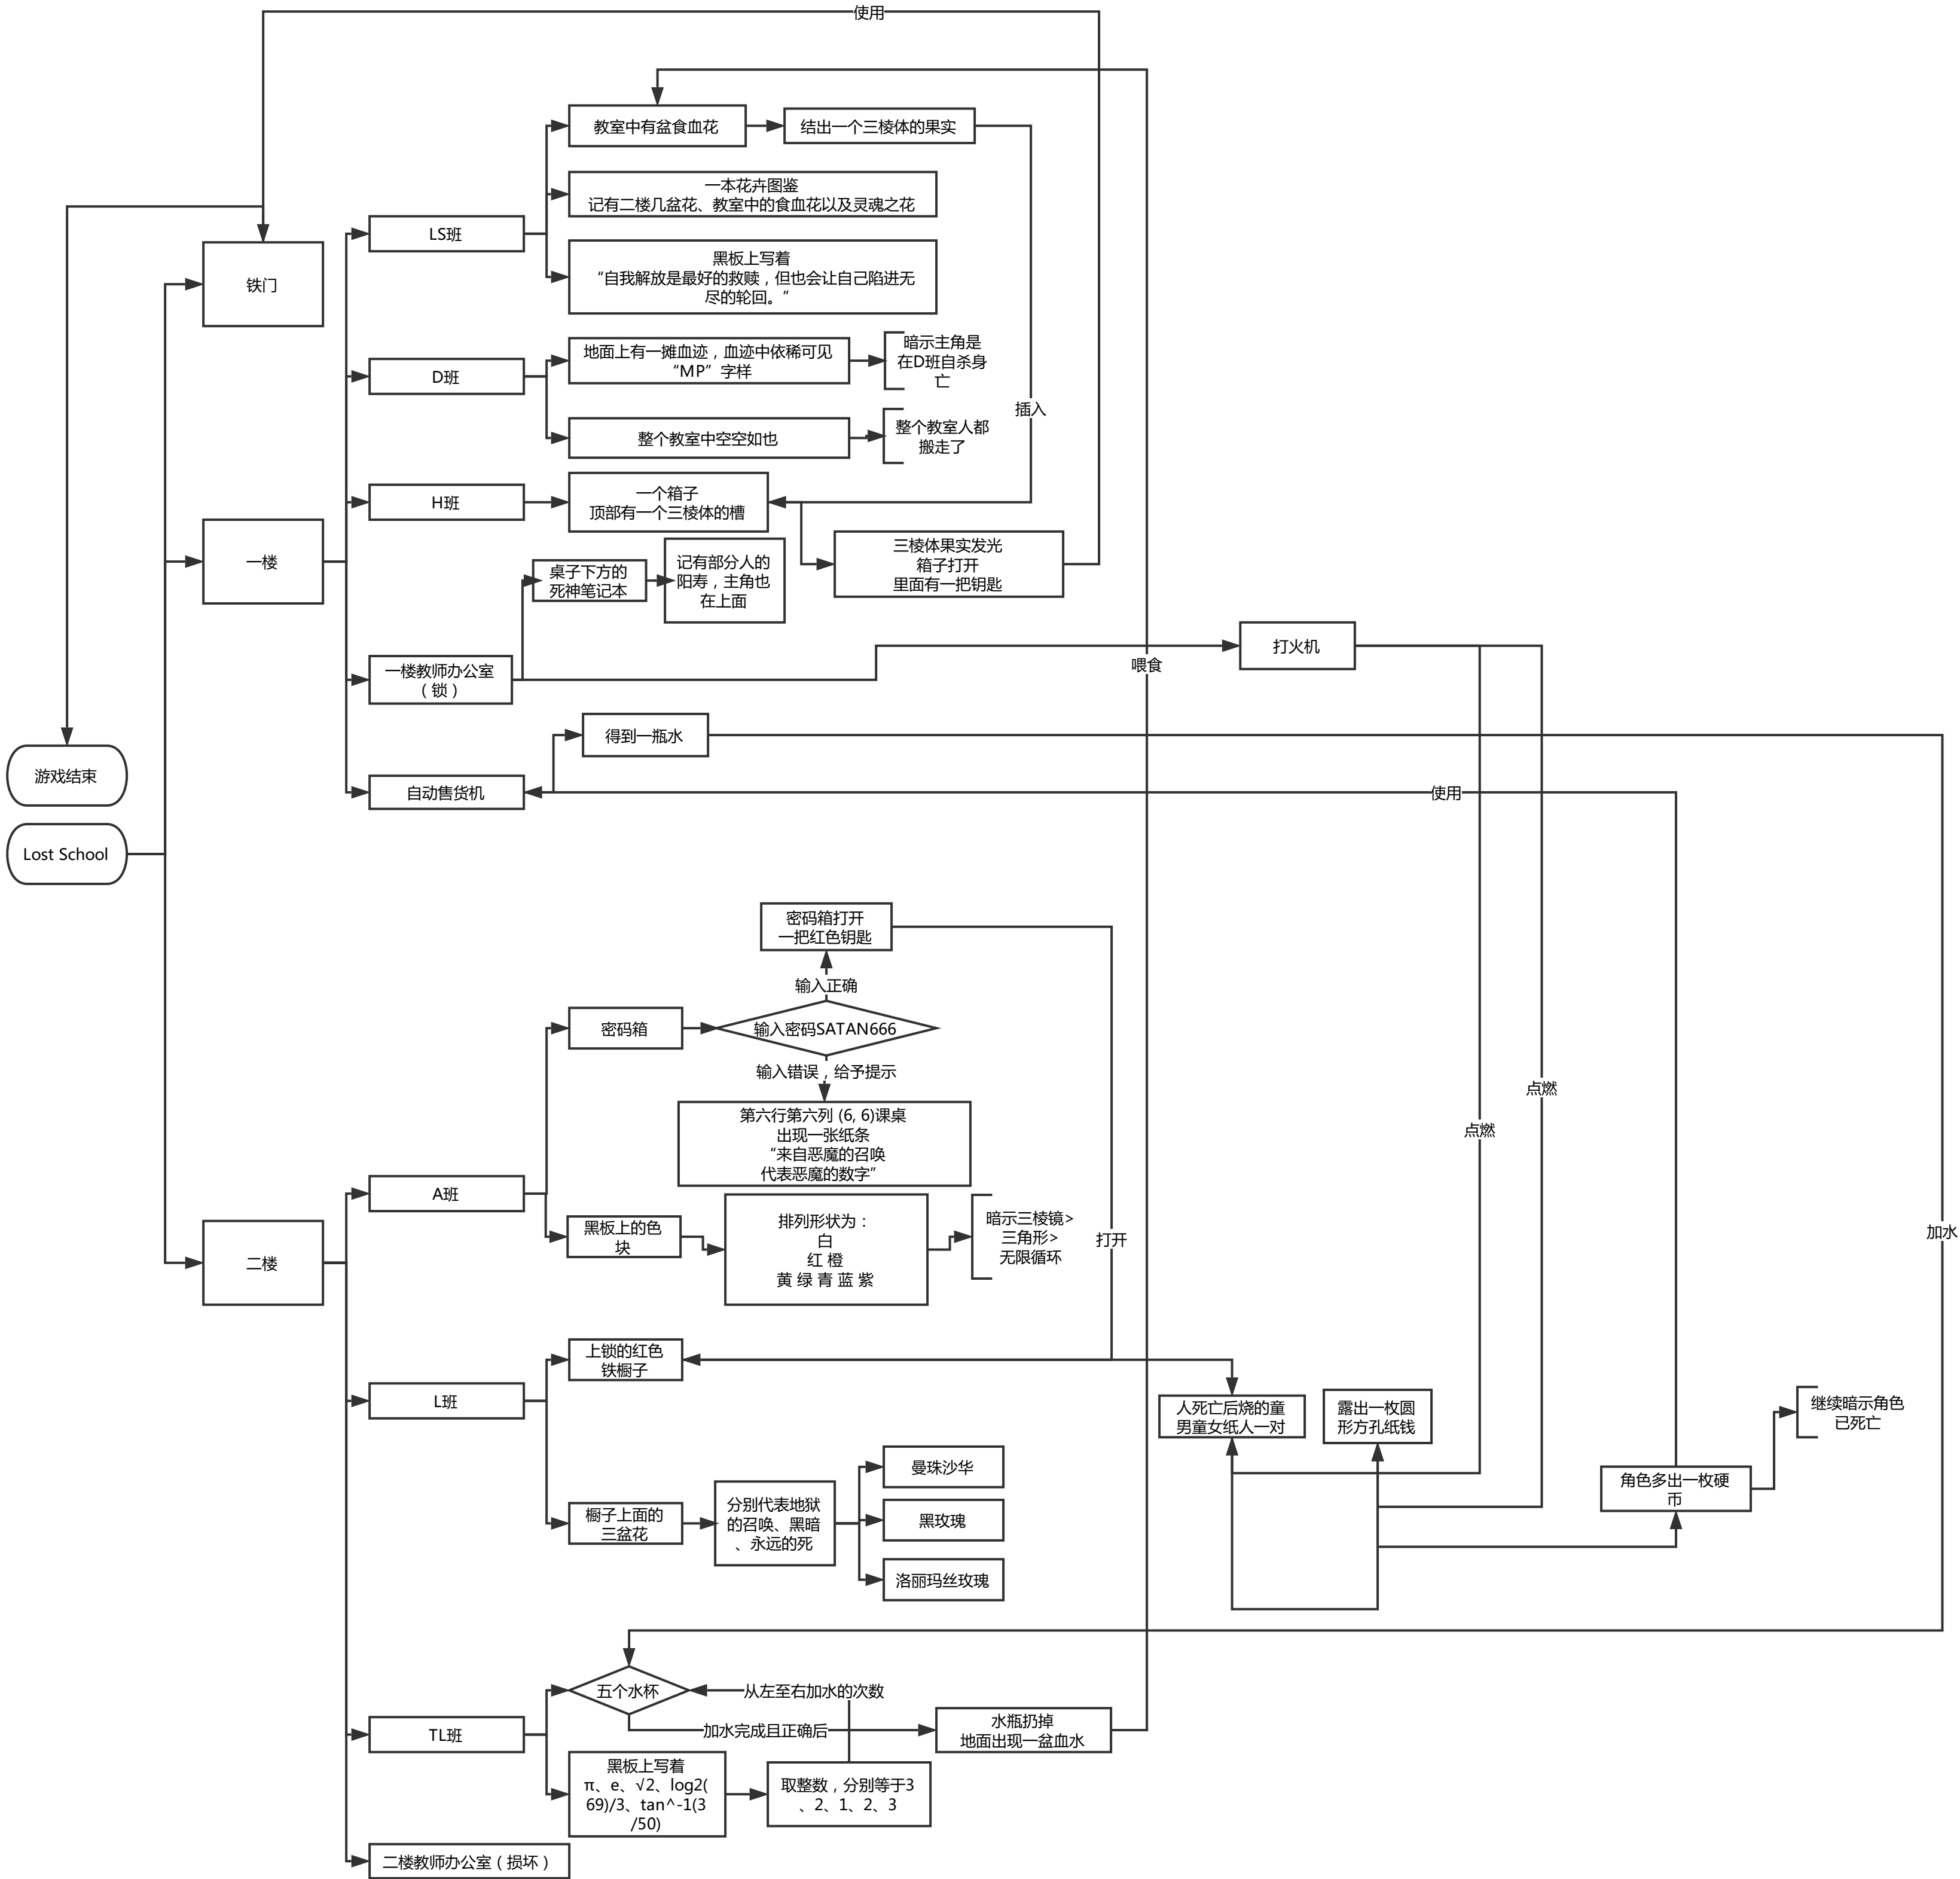 使用
教室中有盆食血花
结出一个三棱体的果实
一本花卉图鉴
记有二楼几盆花、教室中的食血花以及灵魂之花
LS班
黑板上写着
“自我解放是最好的救赎，但也会让自己陷进无
尽的轮回。”
铁门
地面上有一摊血迹，血迹中依稀可见
“MP”字样
暗示主角是
在D班自杀身
亡
D班
插入
整个教室中空空如也
整个教室人都
搬走了
H班
一个箱子
顶部有一个三棱体的槽
一楼
三棱体果实发光
箱子打开
里面有一把钥匙
桌子下方的
死神笔记本
记有部分人的
阳寿，主角也
在上面
打火机
喂食
一楼教师办公室
（锁）
得到一瓶水
游戏结束
自动售货机
使用
Lost School
密码箱打开
一把红色钥匙
输入正确
密码箱
输入密码SATAN666
输入错误，给予提示
点燃
点燃
第六行第六列 (6, 6)课桌
出现一张纸条
“来自恶魔的召唤
代表恶魔的数字”
A班
黑板上的色
块
排列形状为：
白
红 橙
黄 绿 青 蓝 紫
暗示三棱镜>
三角形>
无限循环
打开
加水
二楼
上锁的红色
铁橱子
L班
人死亡后烧的童
男童女纸人一对
露出一枚圆
形方孔纸钱
继续暗示角色
已死亡
曼珠沙华
角色多出一枚硬
币
橱子上面的
三盆花
分别代表地狱
的召唤、黑暗
、永远的死
黑玫瑰
洛丽玛丝玫瑰
五个水杯
从左至右加水的次数
加水完成且正确后
水瓶扔掉
地面出现一盆血水
TL班
黑板上写着
π、e、√2、log2(
69)/3、tan^-1(3
/50)
取整数，分别等于3
、2、1、2、3
二楼教师办公室（损坏）